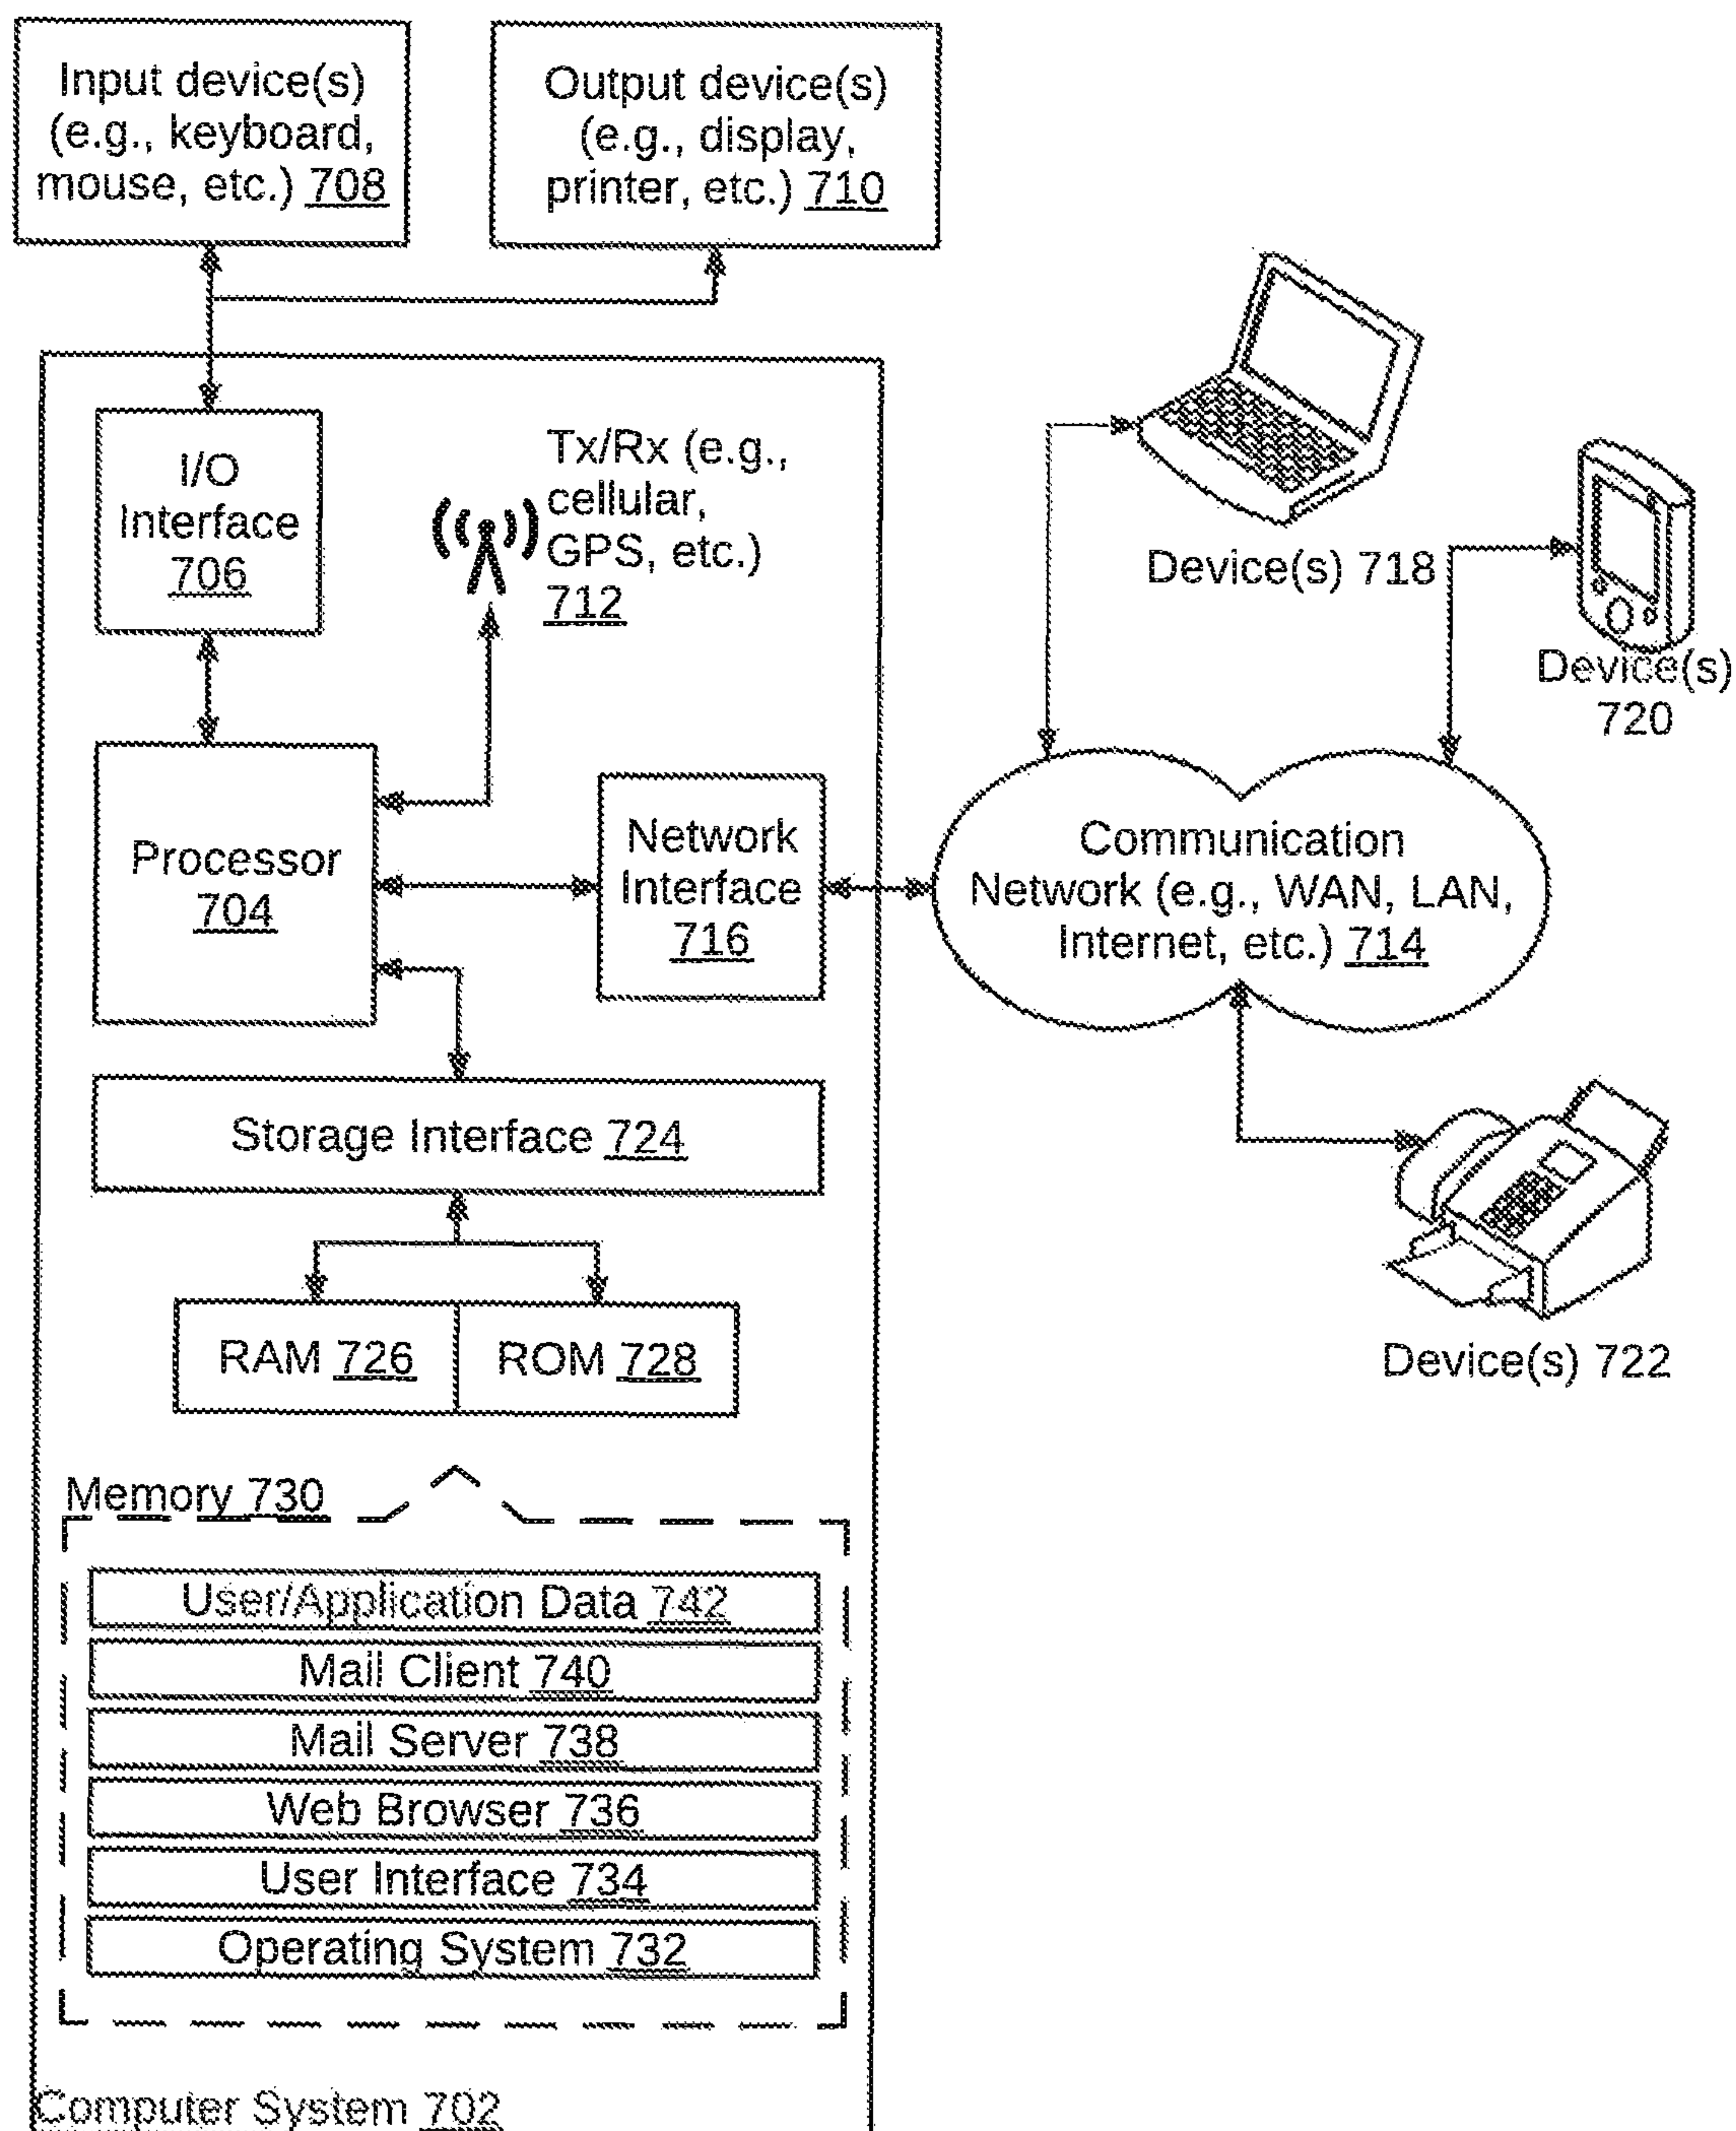 Input device(s)
(e.g., keyboard,
mouse, etc.) 708
Output device(s)
(e.g., display,
printer, etc.) 710
I/O
Interface
706
Tx/Rx (e.g.,
cellular,
GPS, etc.)
712
Device(s) 718
Device(s)
720
Processor
704
Network
Interface
716
Communication
Network (e.g., WAN, LAN,
Internet, etc.) 714
Storage Interface 724
RAM 726
ROM 728
Device(s) 722
Memory 730
User/Application Data 742
Mail Client 740
Mail Server 738
Web Browser 736
User Interface 734
Operating System 732
Computer System 702